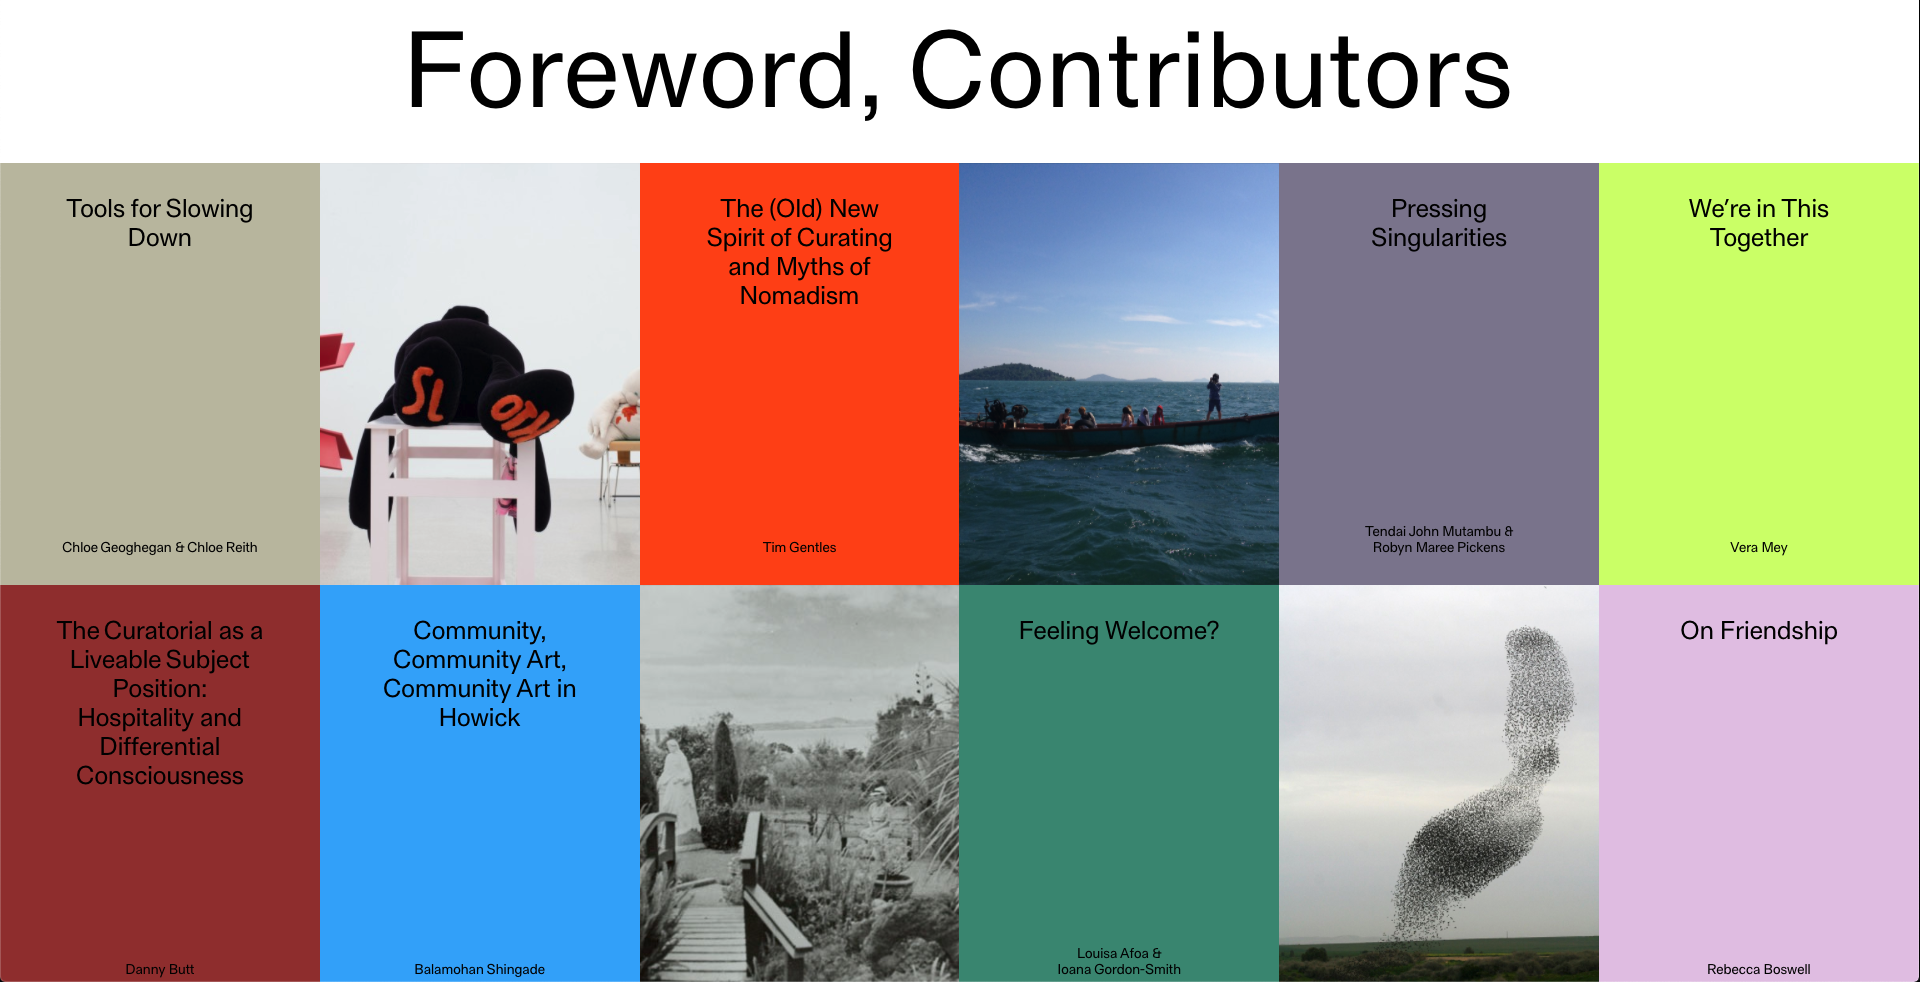 Foreword, Contributors
Tools for Slowing
Down
Chloe Geoghegan & Chloe Reith
SL
OTH
The (Old) New
Spirit of Curating
and Myths of
Nomadism
Tim Gentles
Pressing
Singularities
Tendai John Mutambu &
Robyn Maree Pickens
We’re in This
Together
Vera Mey
The Curatorial as a
Liveable Subject
Position:
Hospitality and
Differential
Consciousness
Danny Butt
Community,
Community Art,
Community Art in
Howick
Balamohan Shingade
Feeling Welcome?
Louisa Afoa &
Ioana Gordon-Smith
On Friendship
Rebecca Boswell